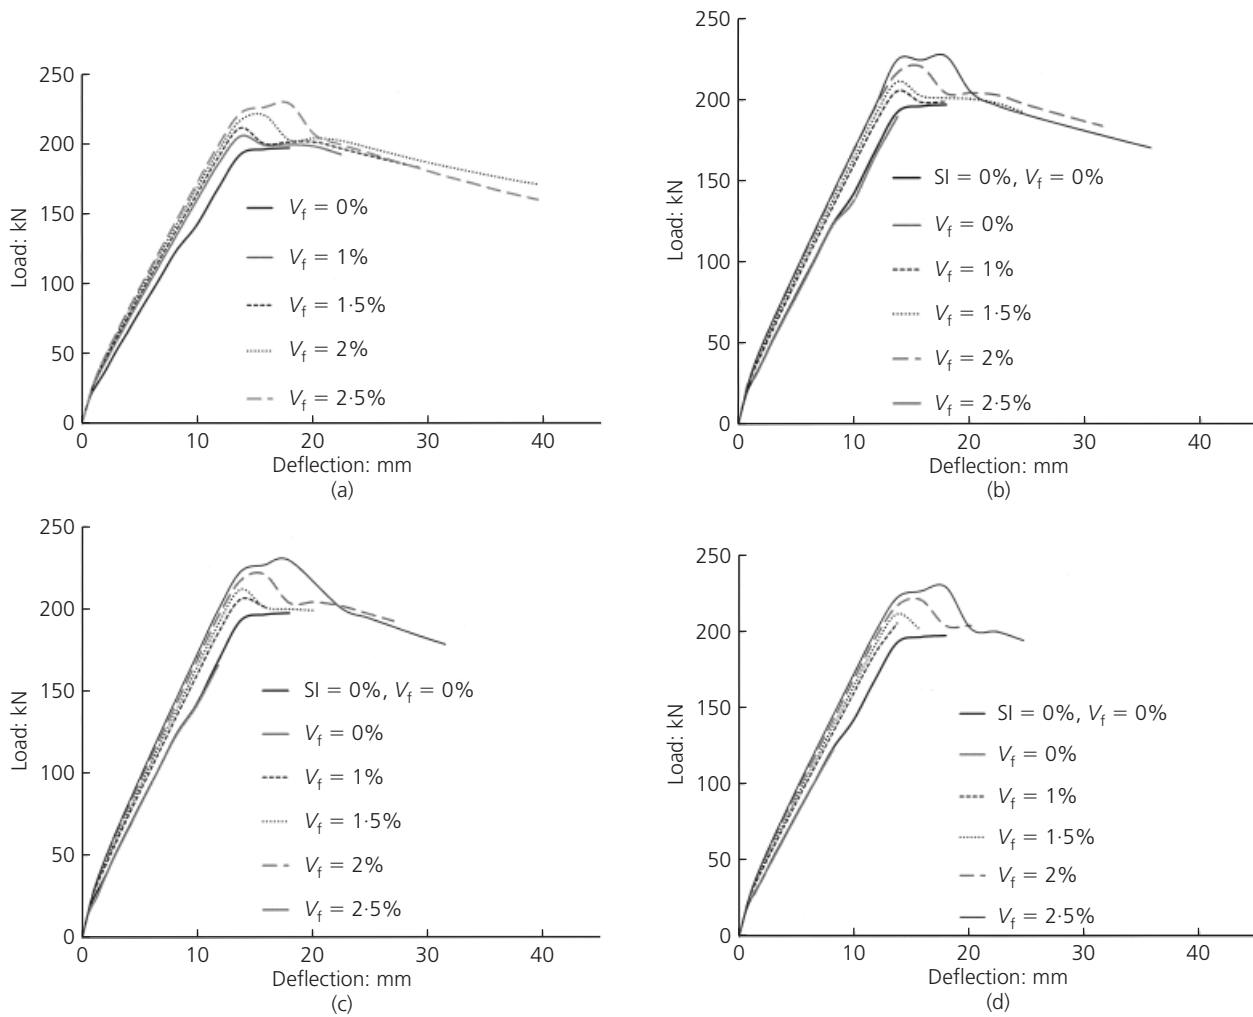 250
200
150
100
50
0
Load: kN
0 10 20 30 40
Deflection: mm
(a)
V_f = 0%
V_f = 1%
V_f = 1·5%
V_f = 2%
V_f = 2·5%
250
200
150
100
50
0
Load: kN
0 10 20 30 40
Deflection: mm
(b)
SI = 0%, V_f = 0%
V_f = 0%
V_f = 1%
V_f = 1·5%
V_f = 2%
V_f = 2·5%
250
200
150
100
50
0
Load: kN
0 10 20 30 40
Deflection: mm
(c)
SI = 0%, V_f = 0%
V_f = 0%
V_f = 1%
V_f = 1·5%
V_f = 2%
V_f = 2·5%
250
200
150
100
50
0
Load: kN
0 10 20 30 40
Deflection: mm
(d)
SI = 0%, V_f = 0%
V_f = 0%
V_f = 1%
V_f = 1·5%
V_f = 2%
V_f = 2·5%